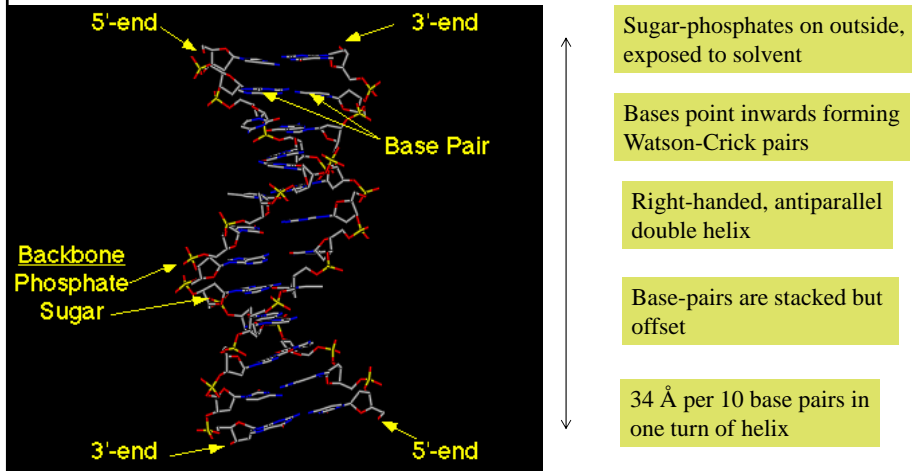 5'-end
3'-end
Base Pair
Backbone
Phosphate
Sugar
3'-end
5'-end
Sugar-phosphates on outside,
exposed to solvent
Bases point inwards forming
Watson-Crick pairs
Right-handed, antiparallel
double helix
Base-pairs are stacked but
offset
34 Å per 10 base pairs in
one turn of helix